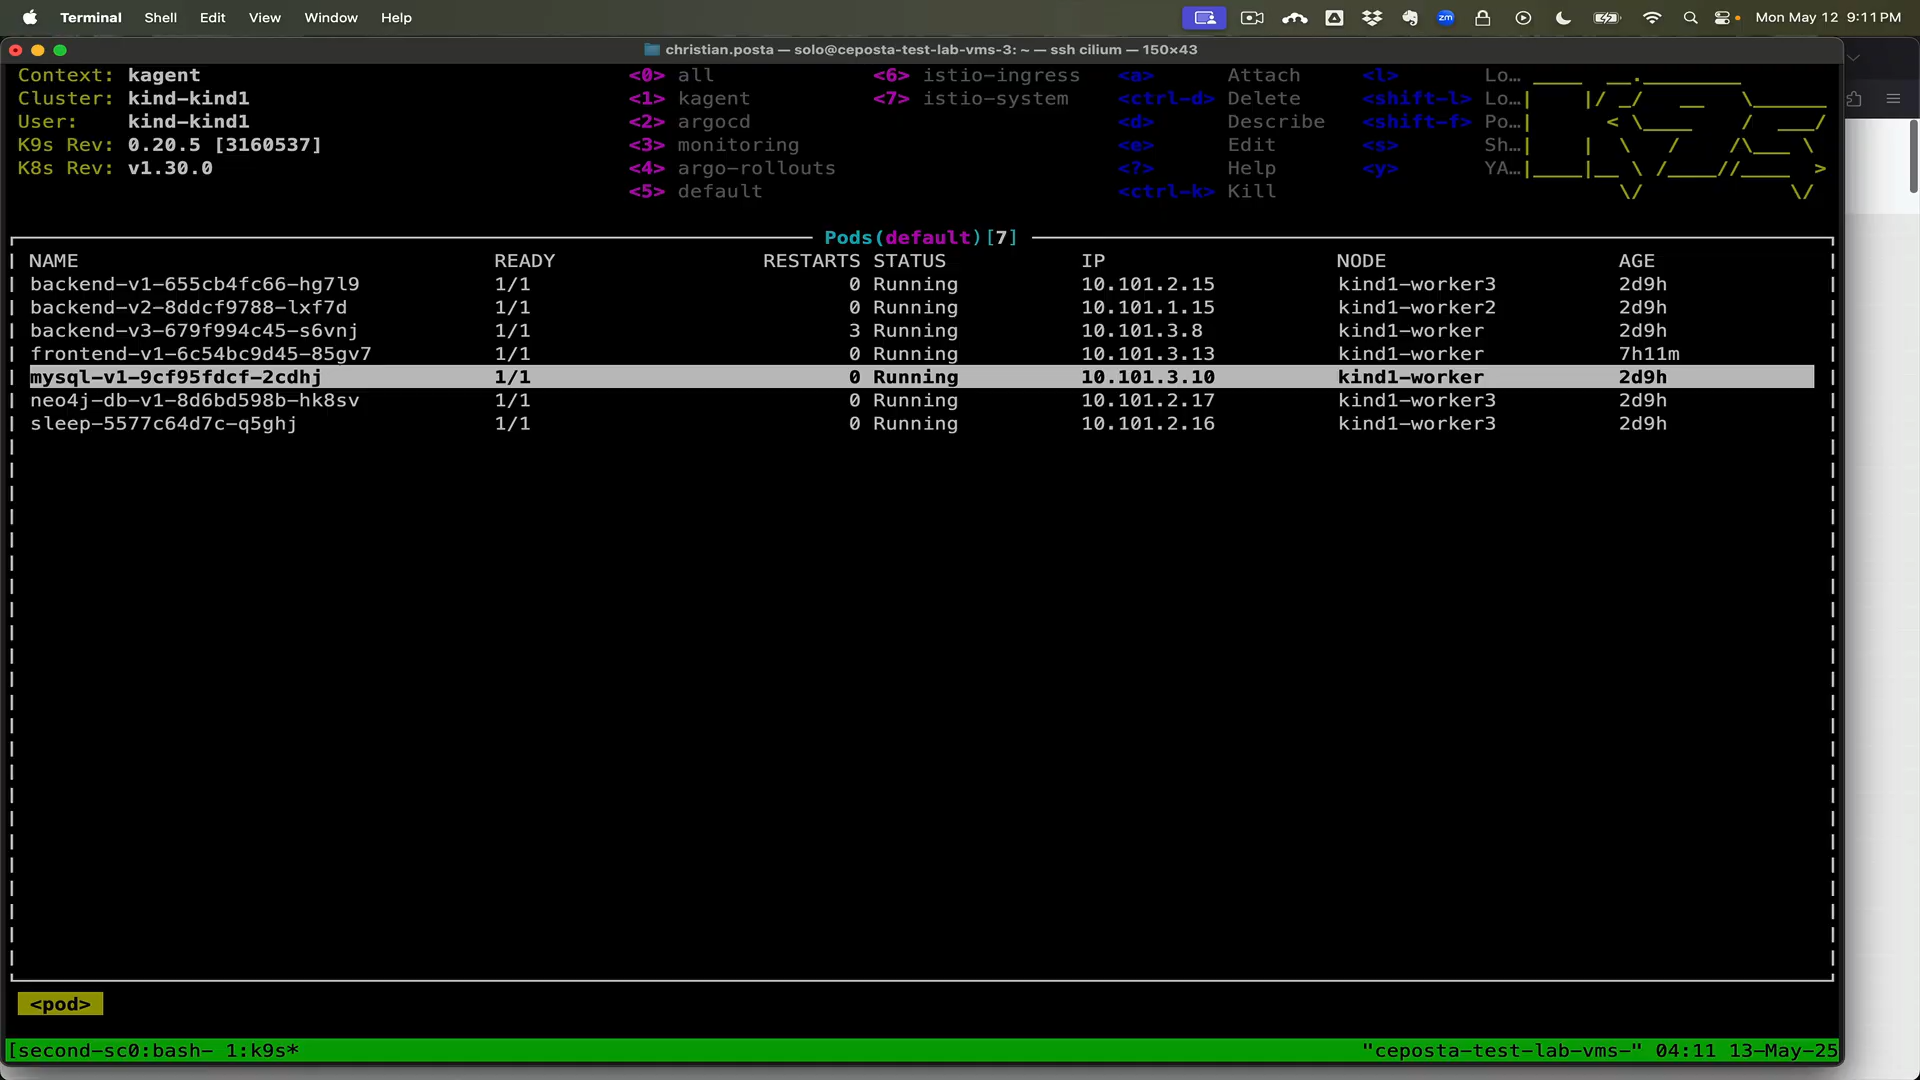 Terminal Shell Edit View Window Help zm Mon May 12 9:11 PM
christian.posta — solo@ceposta-test-lab-vms-3: ~ — ssh cilium — 150×43
Context: kagent <0> all <6> istio-ingress <a> Attach <l> Lo…
Cluster: kind-kind1 <1> kagent <7> istio-system <ctrl-d> Delete <shift-l> Lo…
User: kind-kind1 <2> argocd <d> Describe <shift-f> Po…
K9s Rev: 0.20.5 [3160537] <3> monitoring <e> Edit <s> Sh…
K8s Rev: v1.30.0 <4> argo-rollouts <?> Help <y> YA…
<5> default <ctrl-k> Kill
Pods(default)[7]
NAME READY RESTARTS STATUS IP NODE AGE
backend-v1-655cb4fc66-hg7l9 1/1 0 Running 10.101.2.15 kind1-worker3 2d9h
backend-v2-8ddcf9788-lxf7d 1/1 0 Running 10.101.1.15 kind1-worker2 2d9h
backend-v3-679f994c45-s6vnj 1/1 3 Running 10.101.3.8 kind1-worker 2d9h
frontend-v1-6c54bc9d45-85gv7 1/1 0 Running 10.101.3.13 kind1-worker 7h11m
mysql-v1-9cf95fdcf-2cdhj 1/1 0 Running 10.101.3.10 kind1-worker 2d9h
neo4j-db-v1-8d6bd598b-hk8sv 1/1 0 Running 10.101.2.17 kind1-worker3 2d9h
sleep-5577c64d7c-q5ghj 1/1 0 Running 10.101.2.16 kind1-worker3 2d9h
<pod>
[second-sc0:bash- 1:k9s* "ceposta-test-lab-vms-" 04:11 13-May-25